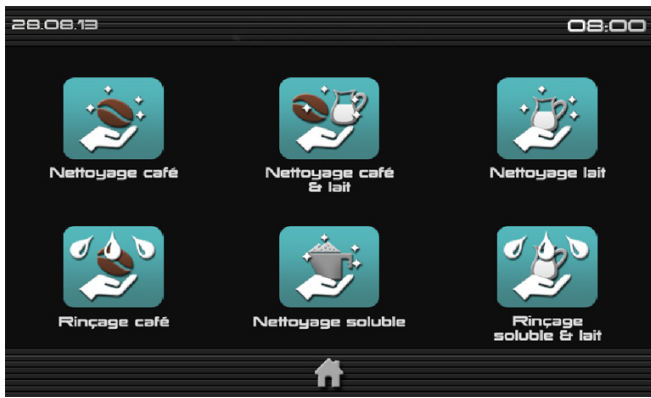 28.08.13
08:00
Nettoyage café
Nettoyage café
& lait
Nettoyage lait
Rinçage café
Nettoyage soluble
Rinçage
soluble & lait